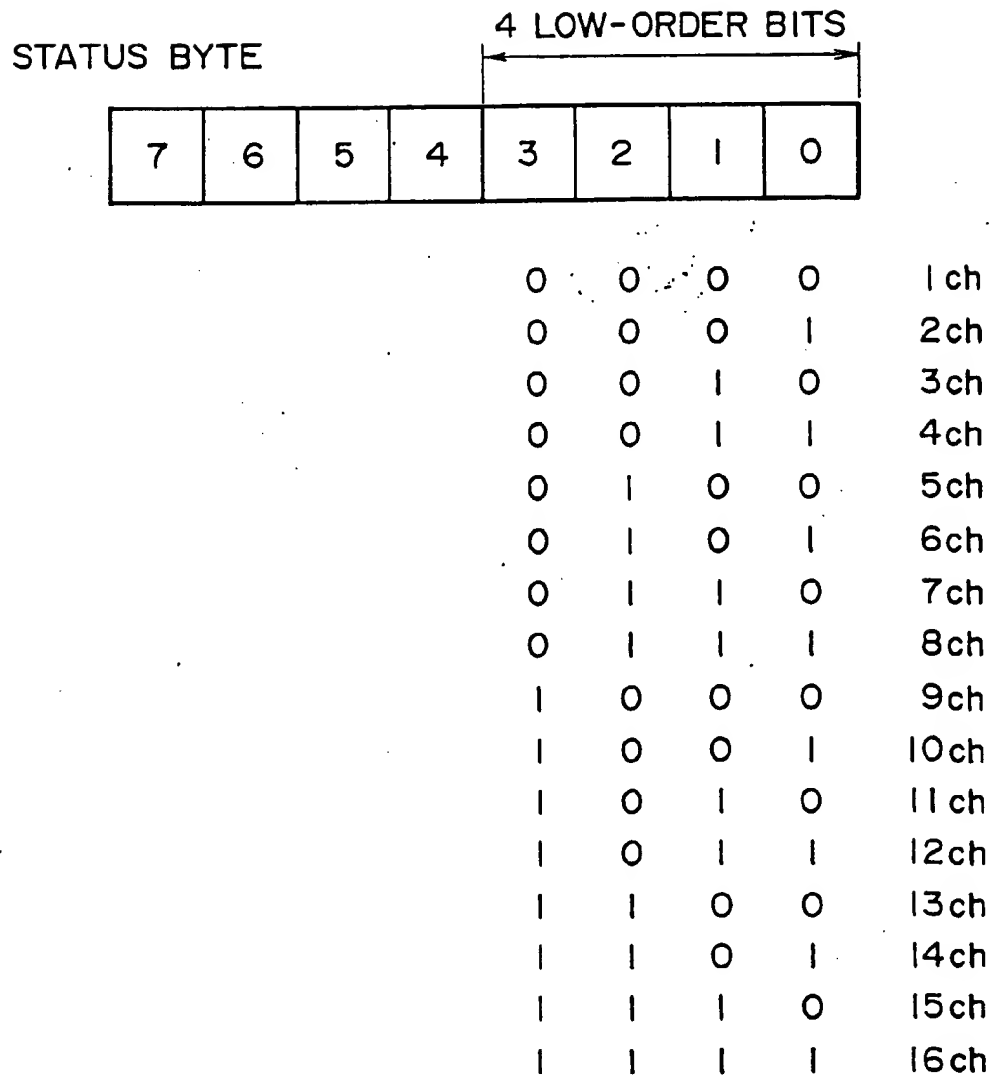 4 LOW-ORDER BITS
STATUS BYTE
7 6 5 4 3 2 1 0
0 0 0 0 1ch
0 0 0 1 2ch
0 0 1 0 3ch
0 0 1 1 4ch
0 1 0 0 5ch
0 1 0 1 6ch
0 1 1 0 7ch
0 1 1 1 8ch
1 0 0 0 9ch
1 0 0 1 10ch
1 0 1 0 11ch
1 0 1 1 12ch
1 1 0 0 13ch
1 1 0 1 14ch
1 1 1 0 15ch
1 1 1 1 16ch